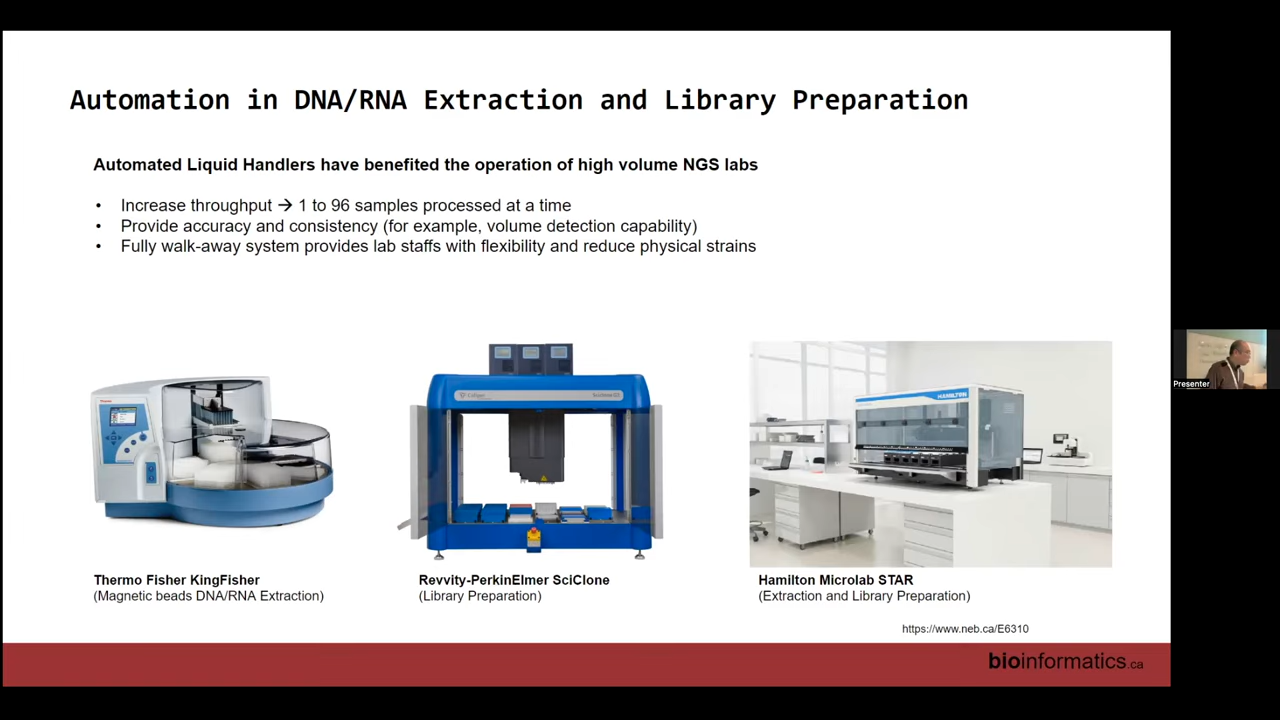 Automation in DNA/RNA Extraction and Library Preparation
Automated Liquid Handlers have benefited the operation of high volume NGS labs
• Increase throughput → 1 to 96 samples processed at a time
• Provide accuracy and consistency (for example, volume detection capability)
• Fully walk-away system provides lab staffs with flexibility and reduce physical strains
HAMILTON
Thermo Fisher KingFisher
(Magnetic beads DNA/RNA Extraction)
Revvity-PerkinElmer SciClone
(Library Preparation)
Hamilton Microlab STAR
(Extraction and Library Preparation)
https://www.neb.ca/E6310
bioinformatics.ca
Presenter